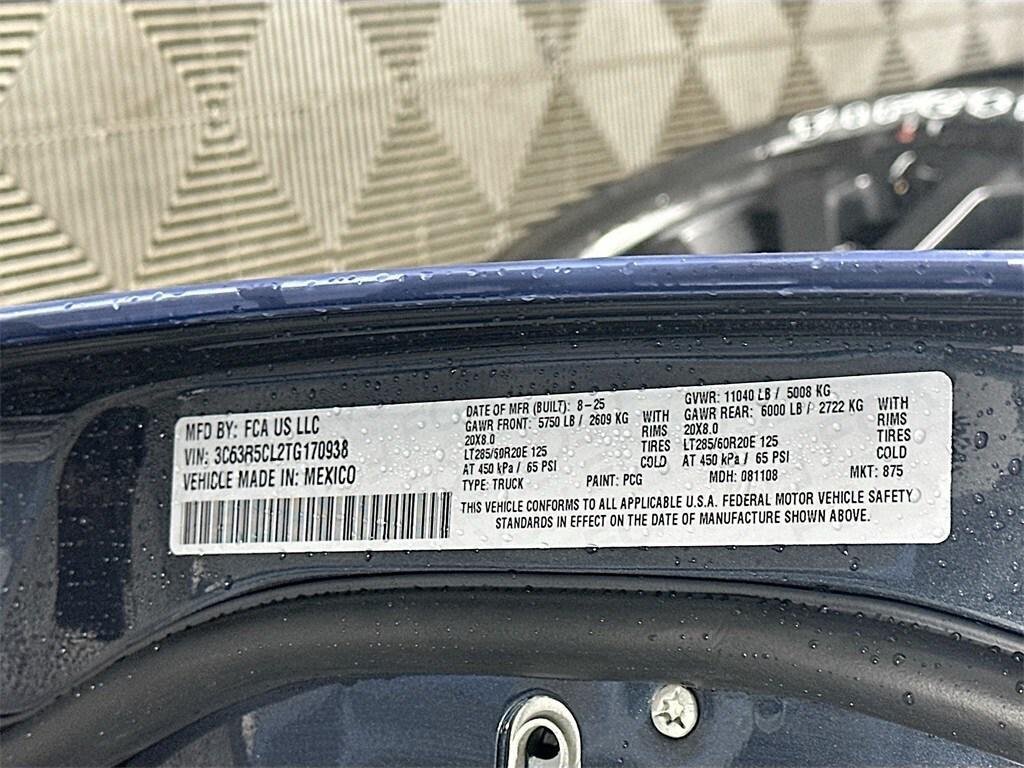 MFD BY: FCA US LLC
VIN: 3C63R5CL2TG170938
VEHICLE MADE IN: MEXICO
DATE OF MFR (BUILT): 8-25
GAWR FRONT: 5750 LB / 2609 KG
20X8.0
LT285/60R20E 125
AT 450 kPa / 65 PSI
TYPE: TRUCK
PAINT: PCG
WITH
RIMS
TIRES
COLD
GVWR: 11040 LB / 5008 KG
GAWR REAR: 6000 LB / 2722 KG
20X8.0
LT285/60R20E 125
AT 450 kPa / 65 PSI
MDH: 081108
WITH
RIMS
TIRES
COLD
MKT: 875
THIS VEHICLE CONFORMS TO ALL APPLICABLE U.S.A. FEDERAL MOTOR VEHICLE SAFETY
STANDARDS IN EFFECT ON THE DATE OF MANUFACTURE SHOWN ABOVE.